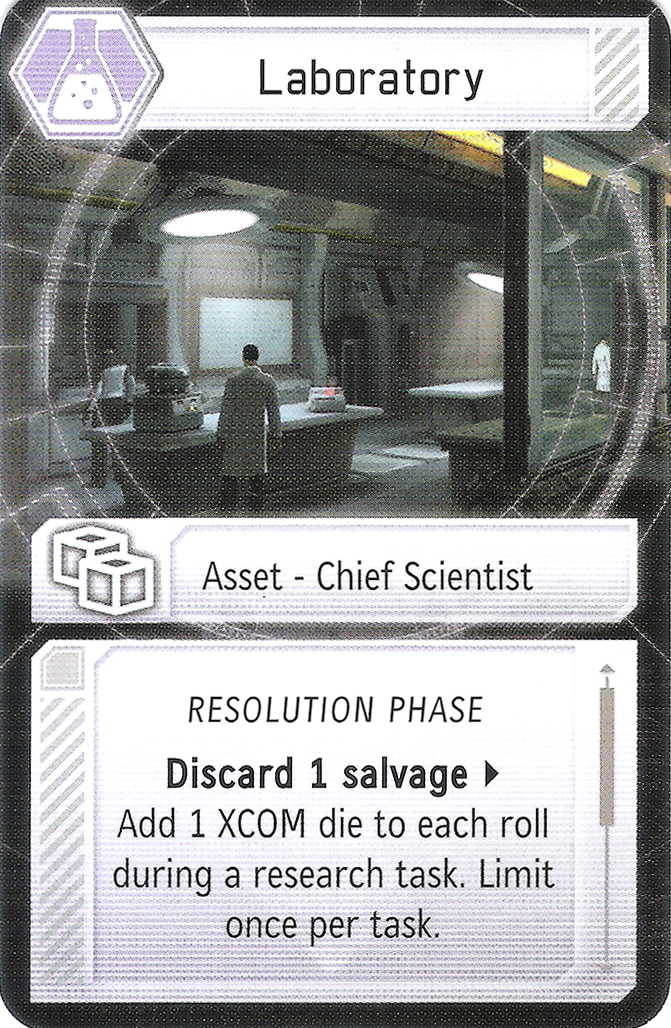 Laboratory
Asset - Chief Scientist
RESOLUTION PHASE
Discard 1 salvage ▶
Add 1 XCOM die to each roll
during a research task. Limit
once per task.